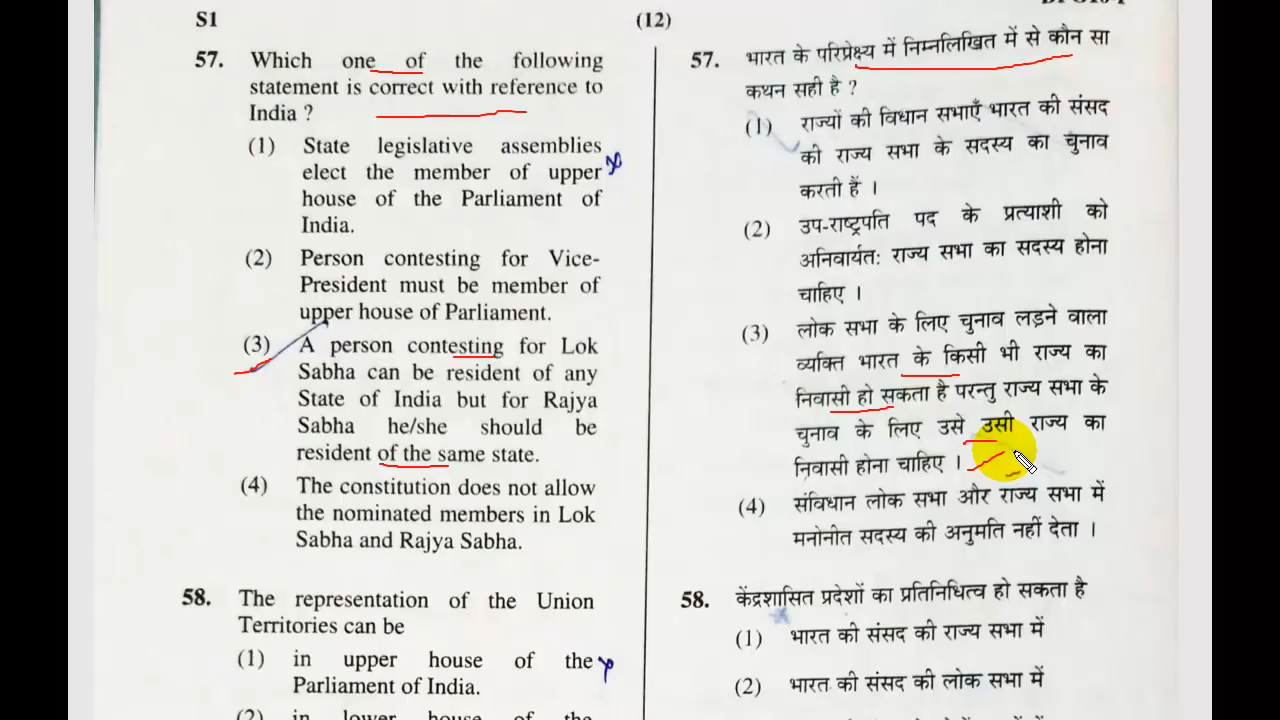 S1
(12)
57. Which one of the following
statement is correct with reference to
India ?
(1) State legislative assemblies
elect the member of upper
house of the Parliament of
India.
(2) Person contesting for Vice-
President must be member of
upper house of Parliament.
(3) A person contesting for Lok
Sabha can be resident of any
State of India but for Rajya
Sabha he/she should be
resident of the same state.
(4) The constitution does not allow
the nominated members in Lok
Sabha and Rajya Sabha.
58. The representation of the Union
Territories can be
(1) in upper house of the
Parliament of India.
(2) in lower house of the
57. भारत के परिप्रेक्ष्य में निम्नलिखित में से कौन सा
कथन सही है ?
(1) राज्यों की विधान सभाएँ भारत की संसद
की राज्य सभा के सदस्य का चुनाव
करती हैं ।
(2) उप-राष्ट्रपति पद के प्रत्याशी को
अनिवार्यतः राज्य सभा का सदस्य होना
चाहिए ।
(3) लोक सभा के लिए चुनाव लड़ने वाला
व्यक्ति भारत के किसी भी राज्य का
निवासी हो सकता है परन्तु राज्य सभा के
चुनाव के लिए उसे उसी राज्य का
निवासी होना चाहिए ।
(4) संविधान लोक सभा और राज्य सभा में
मनोनीत सदस्य की अनुमति नहीं देता ।
58. केंद्रशासित प्रदेशों का प्रतिनिधित्व हो सकता है
(1) भारत की संसद की राज्य सभा में
(2) भारत की संसद की लोक सभा में